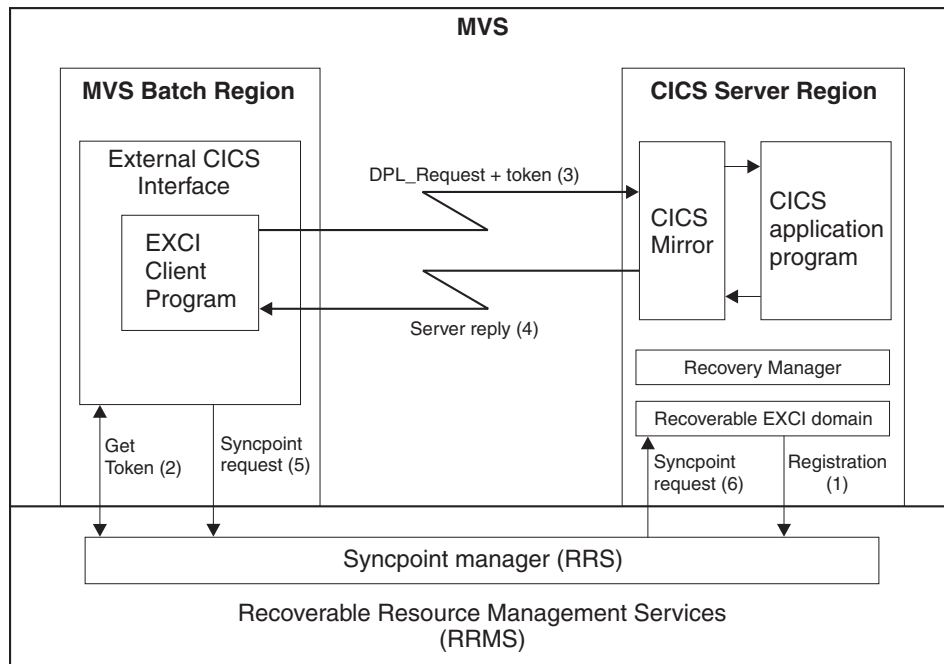 MVS
MVS Batch Region
CICS Server Region
External CICS
Interface
EXCI
Client
Program
DPL_Request + token (3)
Server reply (4)
CICS
Mirror
CICS
application
program
Recovery Manager
Recoverable EXCI domain
Get
Token (2)
Syncpoint
request (5)
Syncpoint
request (6)
Registration
(1)
Syncpoint manager (RRS)
Recoverable Resource Management Services
(RRMS)